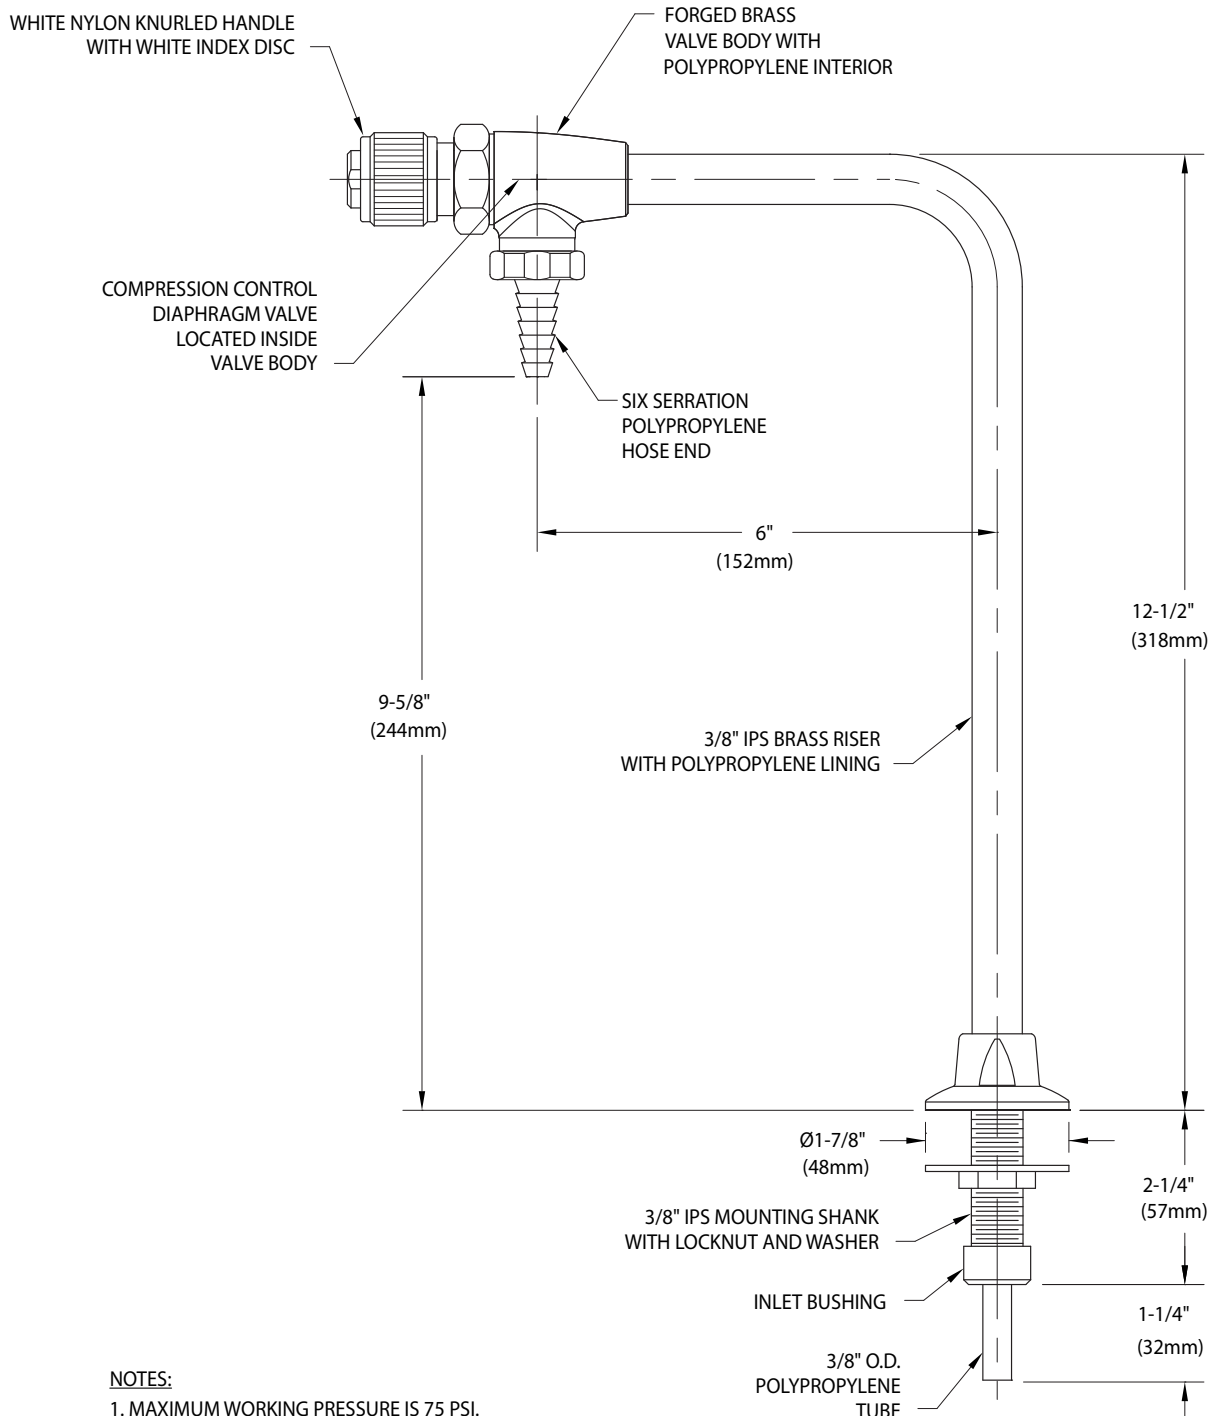 WHITE NYLON KNURLED HANDLE
WITH WHITE INDEX DISC
FORGED BRASS
VALVE BODY WITH
POLYPROPYLENE INTERIOR
COMPRESSION CONTROL
DIAPHRAGM VALVE
LOCATED INSIDE
VALVE BODY
SIX SERRATION
POLYPROPYLENE
HOSE END
6"
(152mm)
12-1/2"
(318mm)
9-5/8"
(244mm)
3/8" IPS BRASS RISER
WITH POLYPROPYLENE LINING
Ø1-7/8"
(48mm)
2-1/4"
(57mm)
3/8" IPS MOUNTING SHANK
WITH LOCKNUT AND WASHER
INLET BUSHING
1-1/4"
(32mm)
3/8" O.D.
POLYPROPYLENE
TUBE
NOTES:
1. MAXIMUM WORKING PRESSURE IS 75 PSI.